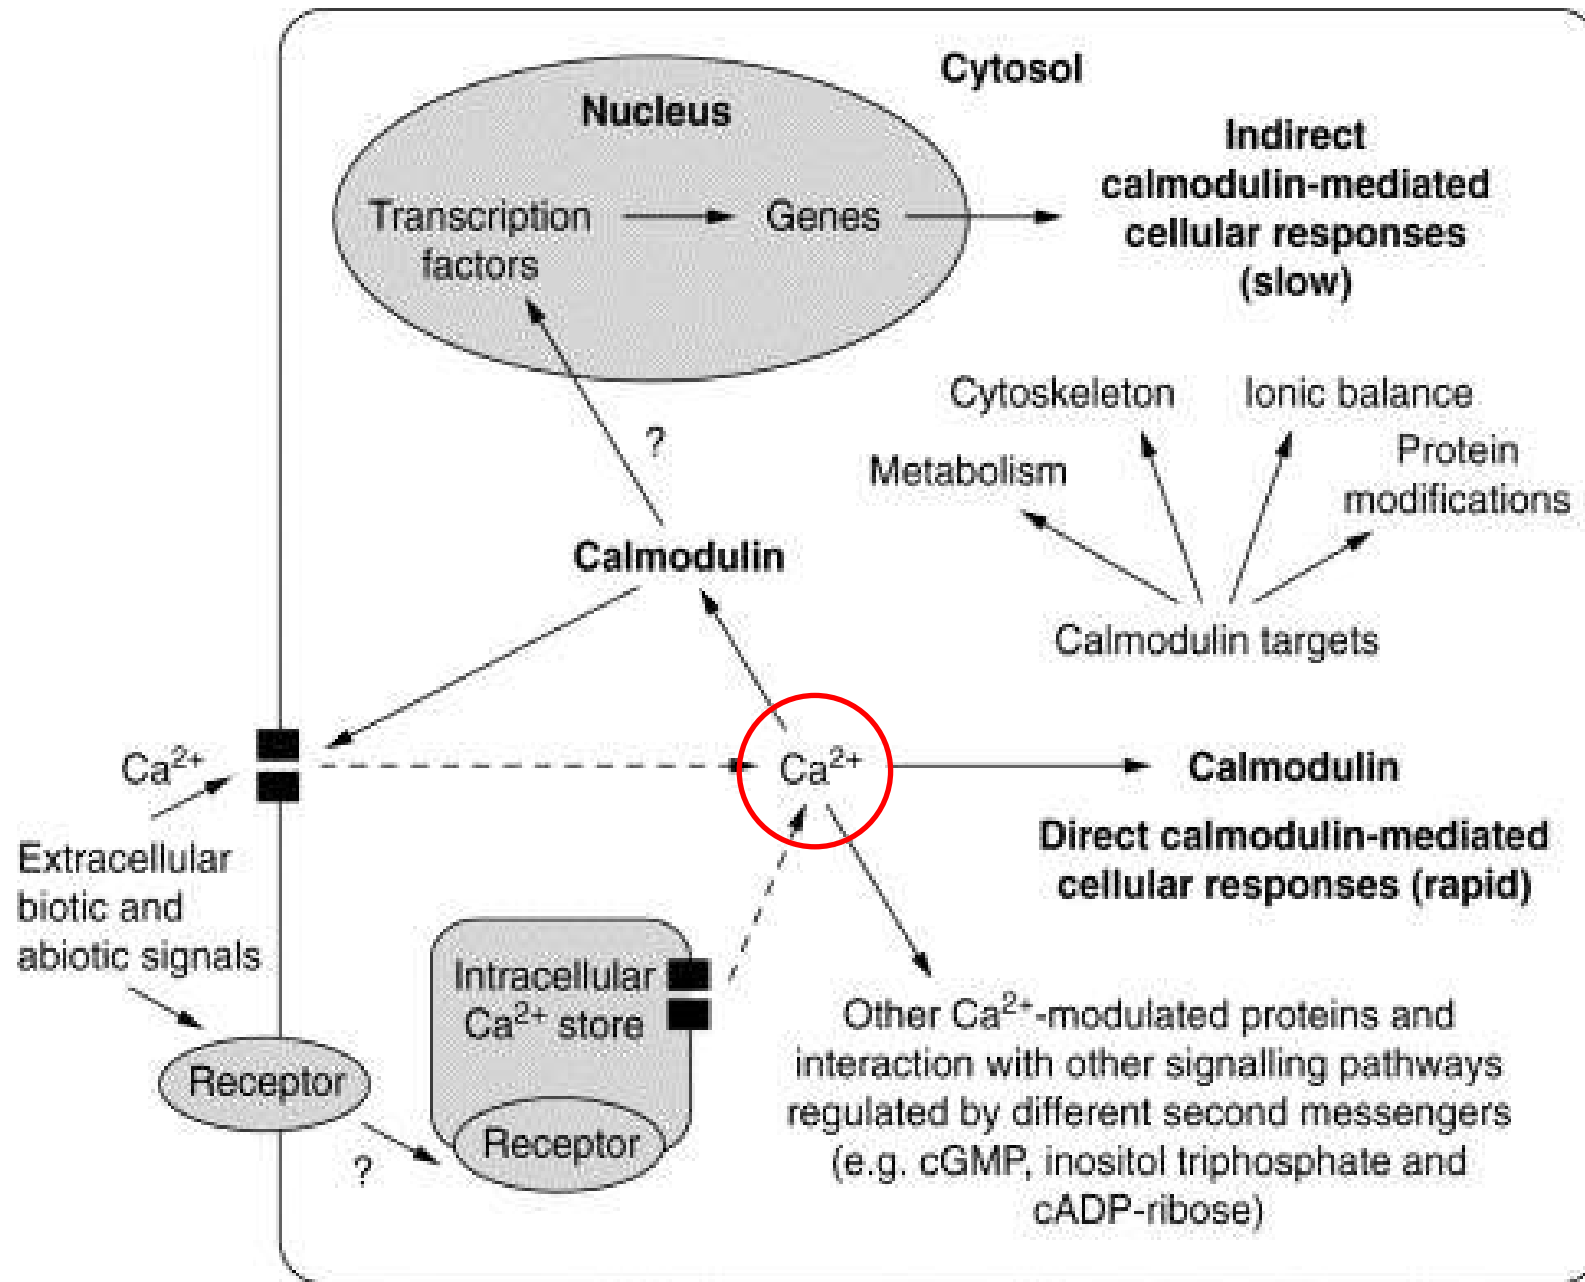 Cytosol
Nucleus
Indirect
calmodulin-mediated
cellular responses
(slow)
Transcription
factors
Genes
Cytoskeleton
Ionic balance
Metabolism
Protein
modifications
?
Calmodulin
Calmodulin targets
Ca²⁺
Ca²⁺
Calmodulin
Direct calmodulin-mediated
cellular responses (rapid)
Extracellular
biotic and
abiotic signals
Intracellular
Ca²⁺ store
Receptor
Receptor
?
Other Ca²⁺-modulated proteins and
interaction with other signalling pathways
regulated by different second messengers
(e.g. cGMP, inositol triphosphate and
cADP-ribose)